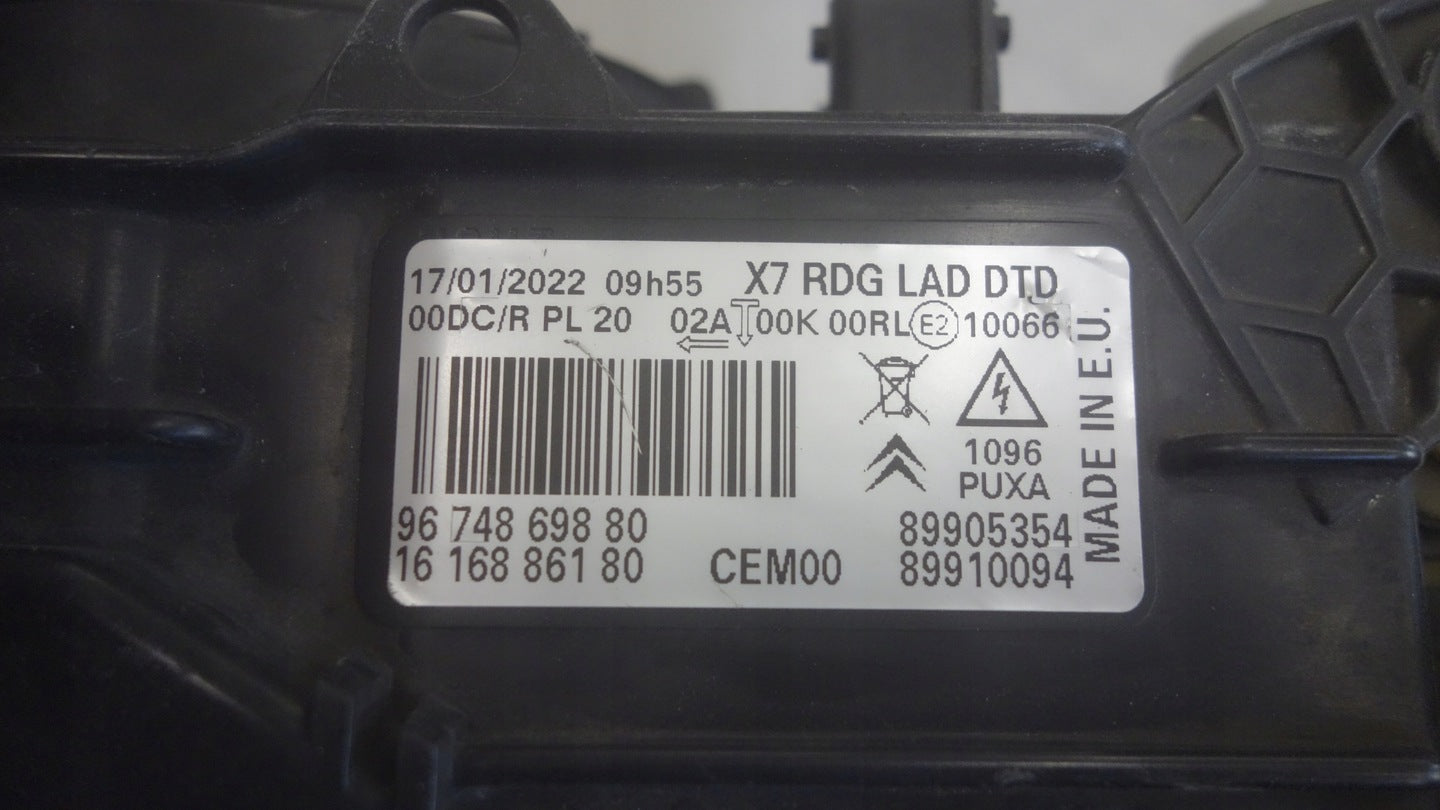 17/01/2022 09h55 X7 RDG LAD DTD
00DC/R PL 20 02A 00K 00RL E2 10066
1096
PUXA
96 748 698 80 89905354
16 168 861 80 CEM00 89910094
MADE IN E.U.